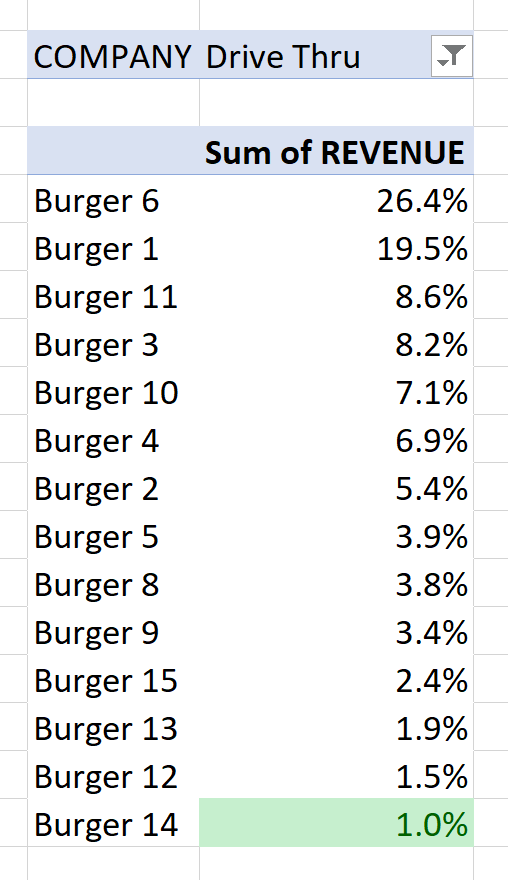 COMPANY Drive Thru
Sum of REVENUE
Burger 6 26.4%
Burger 1 19.5%
Burger 11 8.6%
Burger 3 8.2%
Burger 10 7.1%
Burger 4 6.9%
Burger 2 5.4%
Burger 5 3.9%
Burger 8 3.8%
Burger 9 3.4%
Burger 15 2.4%
Burger 13 1.9%
Burger 12 1.5%
Burger 14 1.0%